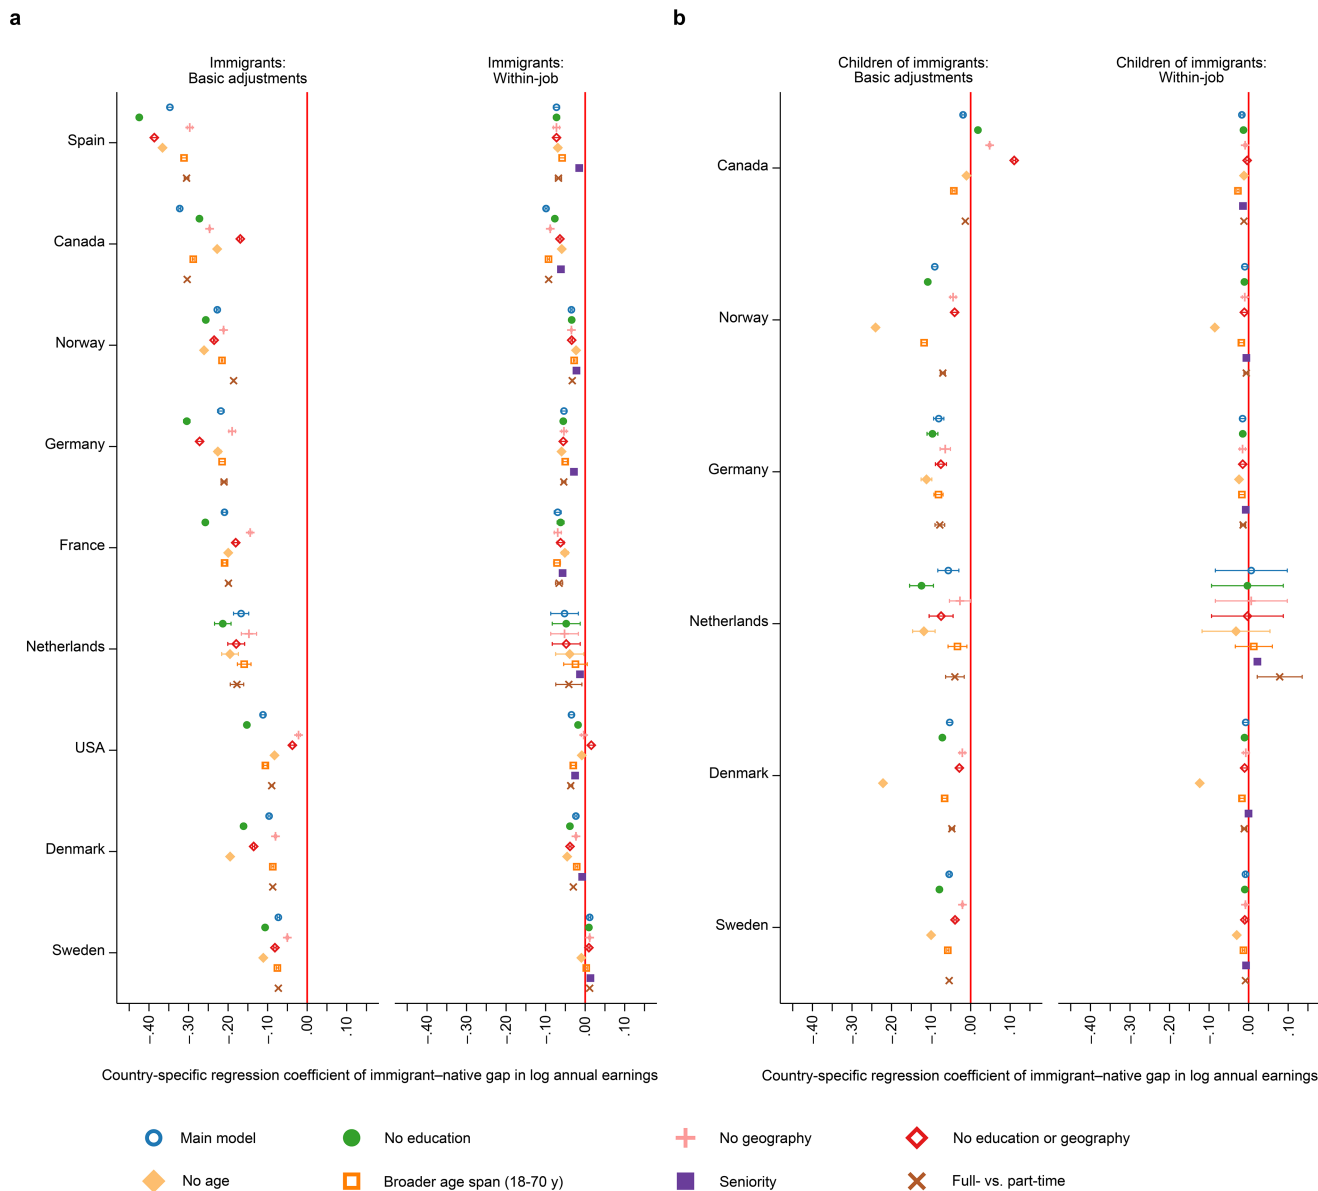 a
b
Immigrants:
Basic adjustments
Immigrants:
Within-job
Children of immigrants:
Basic adjustments
Children of immigrants:
Within-job
Spain
Canada
Norway
Germany
France
Netherlands
USA
Denmark
Sweden
Canada
Norway
Germany
Netherlands
Denmark
Sweden
–.40
–.30
–.20
–.10
.00
.10
–.40
–.30
–.20
–.10
.00
.10
–.40
–.30
–.20
–.10
.00
.10
–.40
–.30
–.20
–.10
.00
.10
Country-specific regression coefficient of immigrant–native gap in log annual earnings
Country-specific regression coefficient of immigrant–native gap in log annual earnings
Main model
No education
No geography
No education or geography
No age
Broader age span (18-70 y)
Seniority
Full- vs. part-time